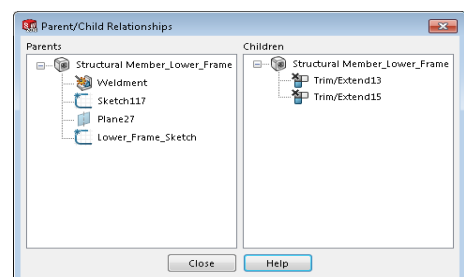 Parent/Child Relationships
Parents
Structural Member_Lower_Frame
Weldment
Sketch117
Plane27
Lower_Frame_Sketch
Children
Structural Member_Lower_Frame
Trim/Extend13
Trim/Extend15
Close
Help